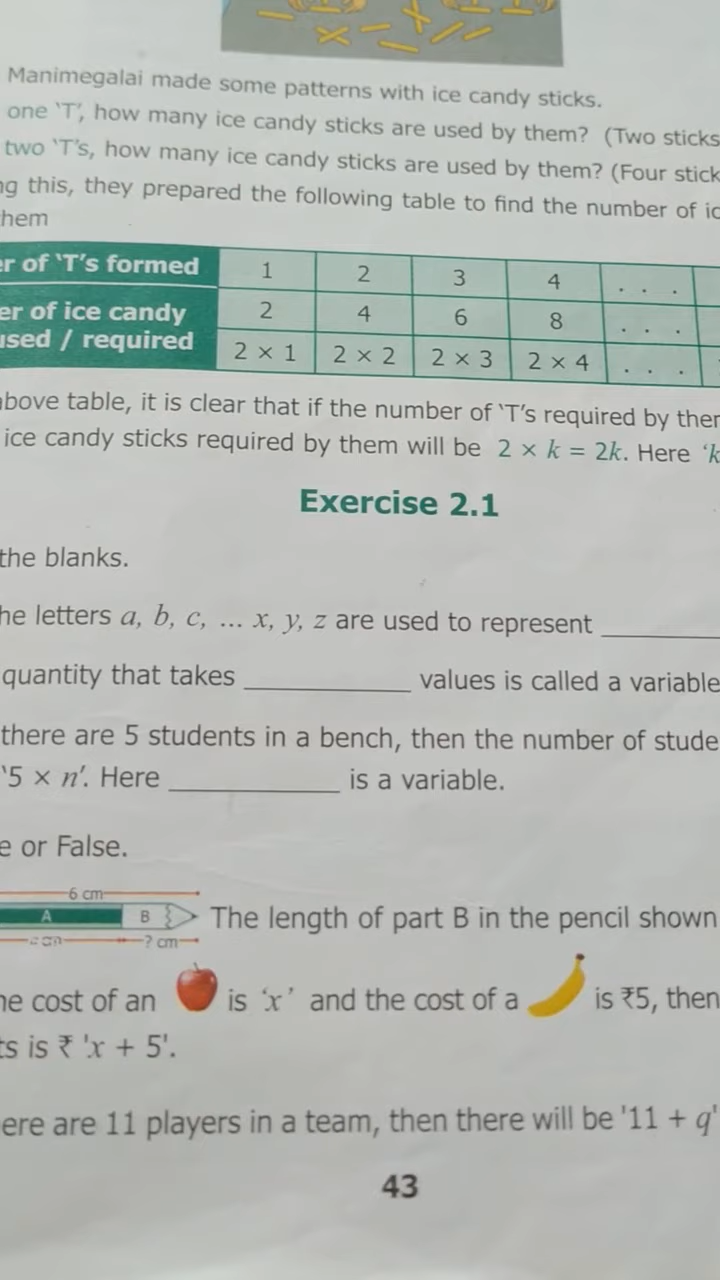 Manimegalai made some patterns with ice candy sticks.
one ‘T’, how many ice candy sticks are used by them? (Two sticks
two ‘T’s, how many ice candy sticks are used by them? (Four stick
this, they prepared the following table to find the number of
er of ‘T’s formed 1 2 3 4 . . .
er of ice candy 2 4 6 8 . . .
used / required 2 × 1 2 × 2 2 × 3 2 × 4 . . .
above table, it is clear that if the number of ‘T’s required by
ice candy sticks required by them will be 2 × k = 2k. Here ‘k
Exercise 2.1
the blanks.
he letters a, b, c, ... x, y, z are used to represent
quantity that takes values is called a variable
there are 5 students in a bench, then the number of stude
‘5 × n’. Here is a variable.
e or False.
6 cm
A B The length of part B in the pencil shown
? cm
he cost of an is ‘x’ and the cost of a is ₹5, then
ts is ₹ 'x + 5'.
ere are 11 players in a team, then there will be '11 + q'
43